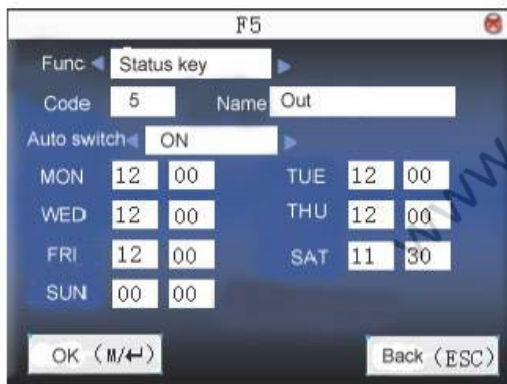 F5
Func Status key
Code 5 Name Out
Auto switch ON
MON 12 00 TUE 12 00
WED 12 00 THU 12 00
FRI 12 00 SAT 11 30
SUN 00 00
OK (M/↵) Back (ESC)
www